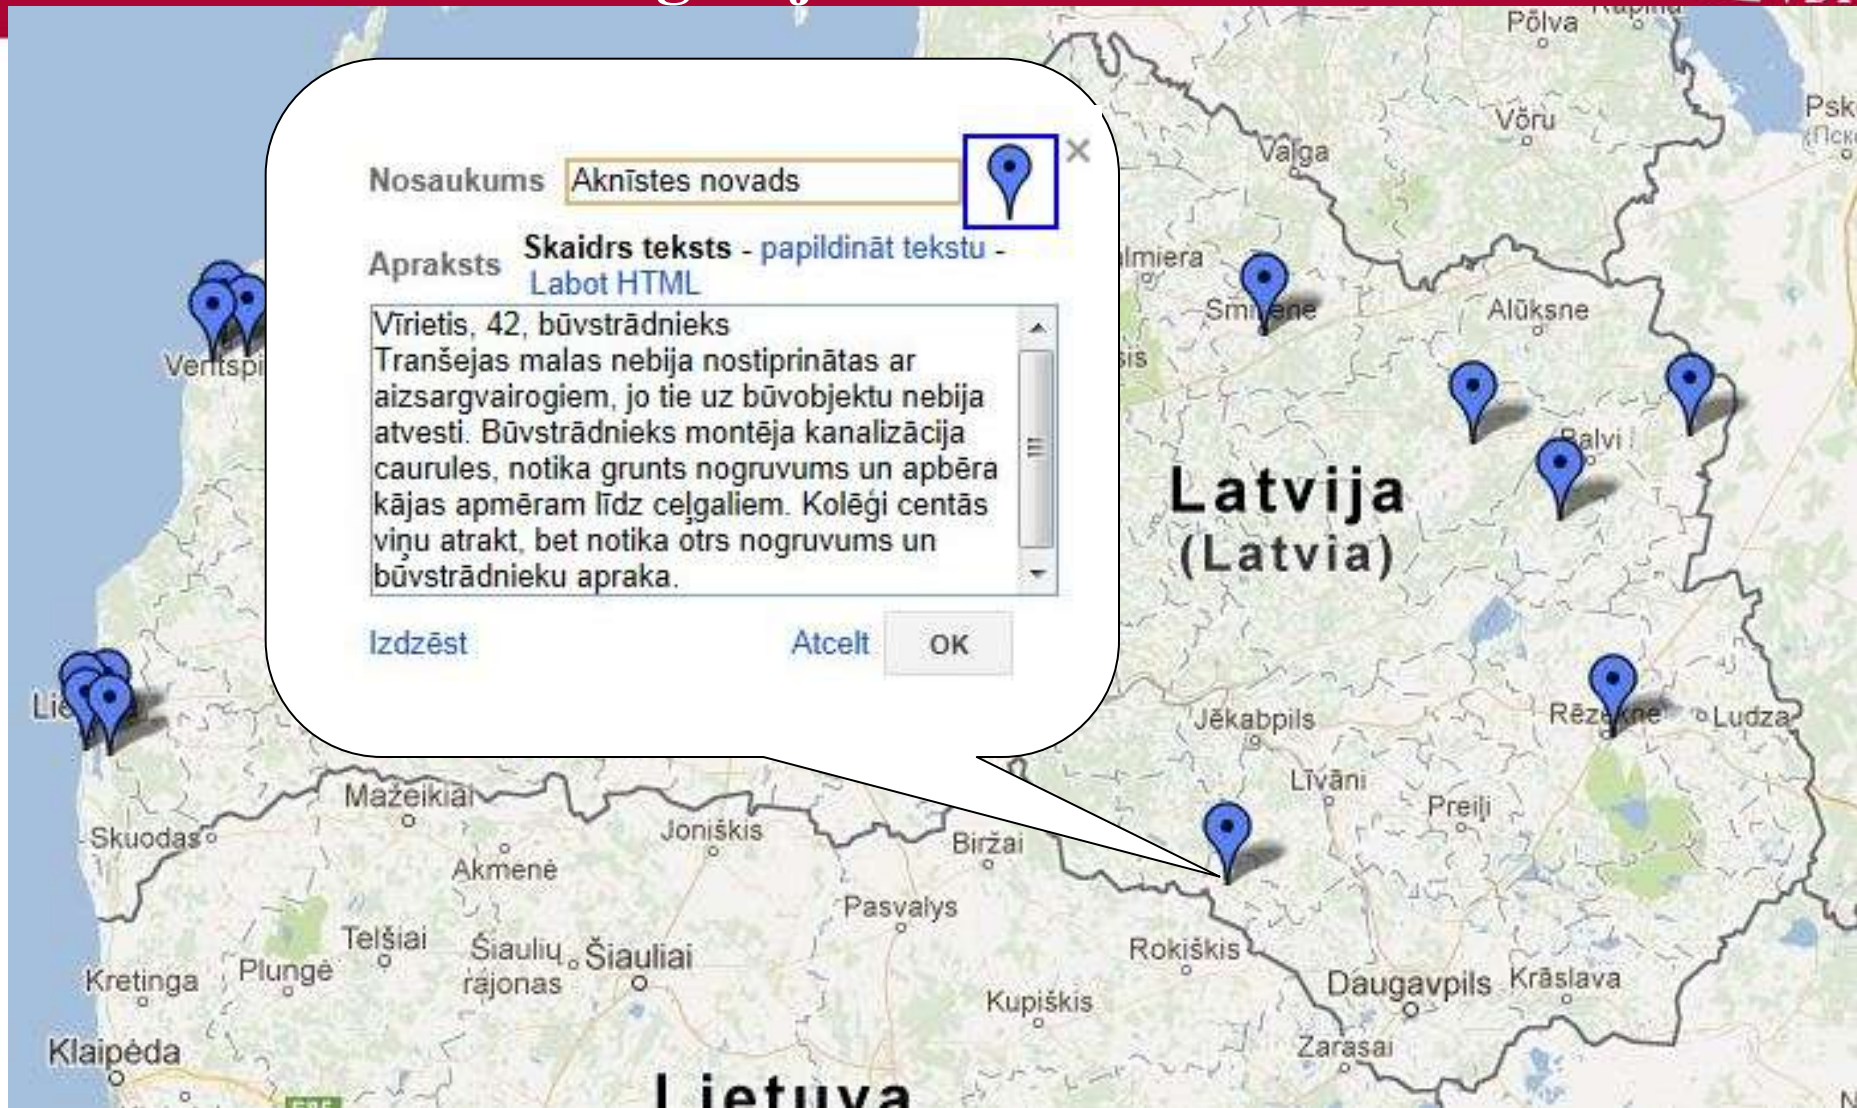 Põlva
Võru
Valga
Nosaukums Aknīstes novads
Apraksts Skaidrs teksts - papildināt tekstu -
Labot HTML
Vīrietis, 42, būvstrādnieks
Tranšejas malas nebija nostiprinātas ar
aizsargvairogiem, jo tie uz būvobjektu nebija
atvesti. Būvstrādnieks montēja kanalizācija
caurules, notika grunts nogruvums un apbēra
kājas apmēram līdz ceļgaliem. Kolēģi centās
viņu atrakt, bet notika otrs nogruvums un
būvstrādnieku apraka.
Izdzēst Atcelt OK
Alūksne
Balvi
Latvija
(Latvia)
Jēkabpils
Rēzekne
Ludza
Līvāni
Preiļi
Mažeikiai
Skuodas
Joniškis
Biržai
Akmenė
Pasvalys
Telšiai
Šiaulių
rajonas
Šiauliai
Rokiškis
Kretinga
Plungė
Daugavpils
Krāslava
Kupiškis
Klaipėda
Zarasai
Lietuva